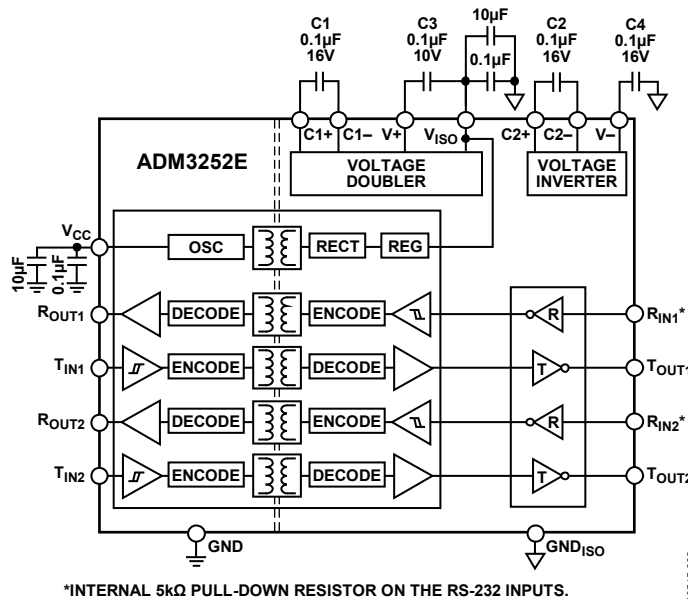 C1
0.1µF
16V
C3
0.1µF
10V
10µF
0.1µF
C2
0.1µF
16V
C4
0.1µF
16V
C1+ C1– V+ VISO C2+ C2– V–
ADM3252E
VOLTAGE
DOUBLER
VOLTAGE
INVERTER
VCC
10µF
0.1µF
OSC RECT REG
ROUT1 DECODE ENCODE R RIN1*
TIN1 ENCODE DECODE T TOUT1
ROUT2 DECODE ENCODE R RIN2*
TIN2 ENCODE DECODE T TOUT2
GND GNDISO
*INTERNAL 5kΩ PULL-DOWN RESISTOR ON THE RS-232 INPUTS.